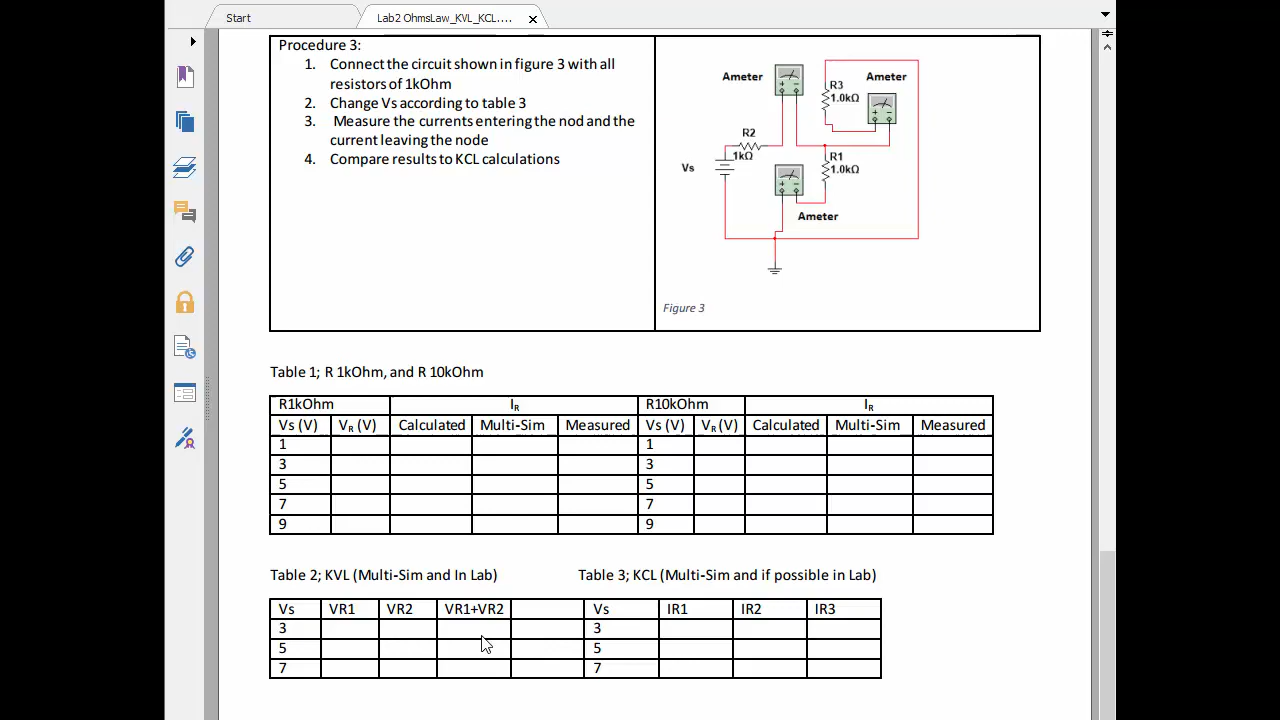 Start
Lab2 OhmsLaw_KVL_KCL....
Procedure 3:
1. Connect the circuit shown in figure 3 with all
resistors of 1kOhm
2. Change Vs according to table 3
3. Measure the currents entering the nod and the
current leaving the node
4. Compare results to KCL calculations
Ameter
R3
1.0kΩ
Ameter
R2
1kΩ
Vs
R1
1.0kΩ
Ameter
Figure 3
Table 1; R 1kOhm, and R 10kOhm
R1kOhm IR R10kOhm IR
Vs (V) VR (V) Calculated Multi-Sim Measured Vs (V) VR (V) Calculated Multi-Sim Measured
1 1
3 3
5 5
7 7
9 9
Table 2; KVL (Multi-Sim and In Lab) Table 3; KCL (Multi-Sim and if possible in Lab)
Vs VR1 VR2 VR1+VR2 Vs IR1 IR2 IR3
3 3
5 5
7 7